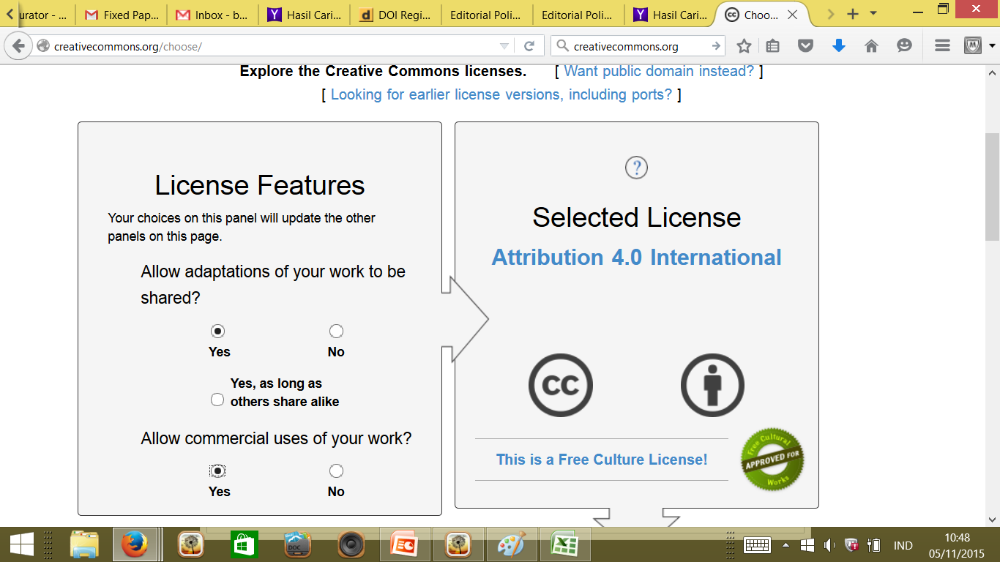 urator - ...
Fixed Pap...
Inbox - b...
Hasil Cari...
DOI Regi...
Editorial Poli...
Editorial Poli...
Hasil Cari...
Choo...
creativecommons.org/choose/
creativecommons.org
Explore the Creative Commons licenses. [ Want public domain instead? ]
[ Looking for earlier license versions, including ports? ]
License Features
Your choices on this panel will update the other
panels on this page.
Allow adaptations of your work to be
shared?
Yes No
Yes, as long as
others share alike
Allow commercial uses of your work?
Yes No
?
Selected License
Attribution 4.0 International
CC
This is a Free Culture License!
Free Cultural
APPROVED FOR
Works
DOC
IND
10:48
05/11/2015